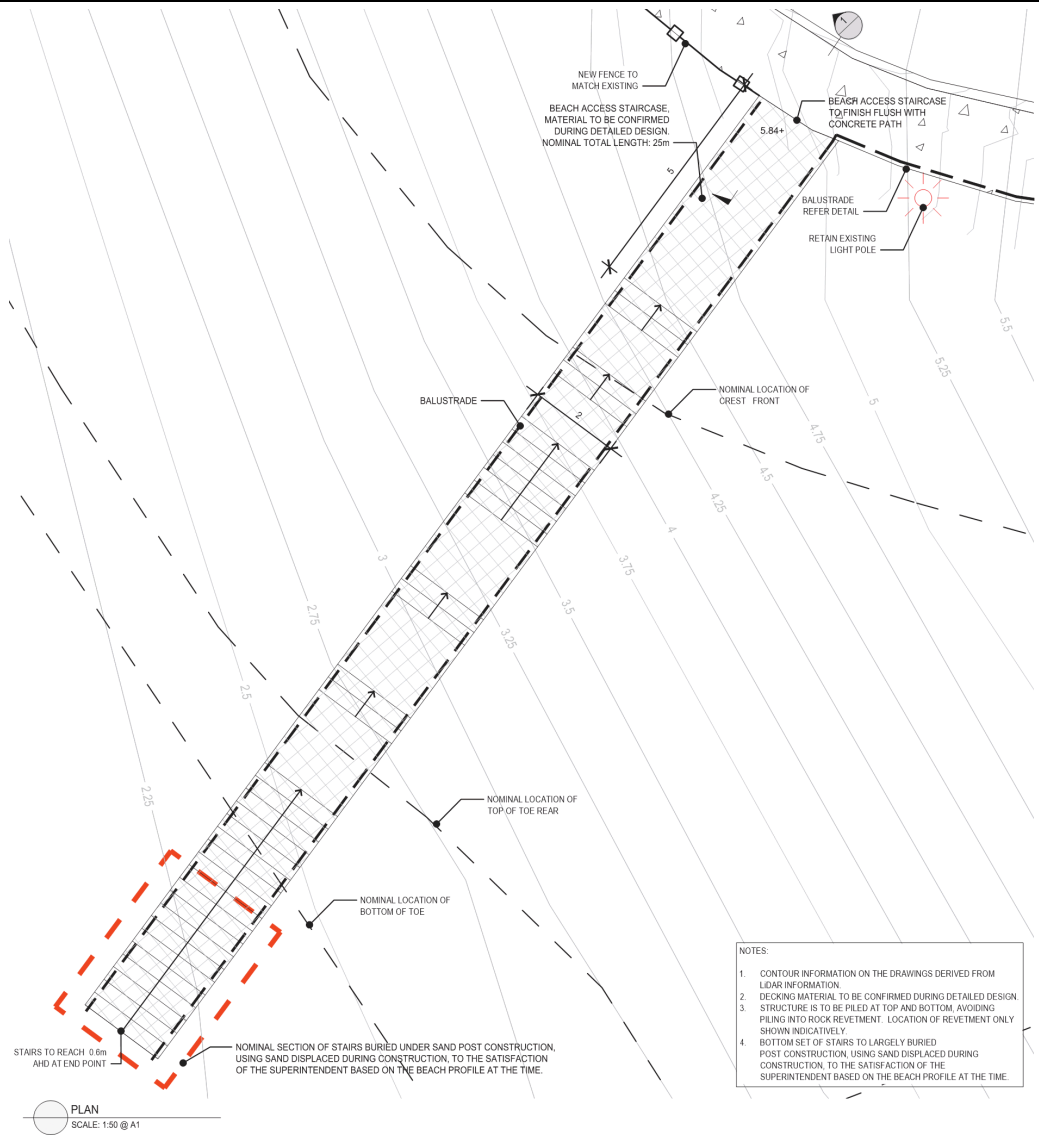 1
NEW FENCE TO
MATCH EXISTING
BEACH ACCESS STAIRCASE,
MATERIAL TO BE CONFIRMED
DURING DETAILED DESIGN.
NOMINAL TOTAL LENGTH: 25m
BEACH ACCESS STAIRCASE
TO FINISH FLUSH WITH
CONCRETE PATH
5.84+
5
BALUSTRADE
REFER DETAIL
RETAIN EXISTING
LIGHT POLE
5.5
5.25
5
4.75
4.5
4.25
4
3.75
3.5
3.25
3
2.75
2.5
2.25
NOMINAL LOCATION OF
CREST FRONT
BALUSTRADE
2
NOMINAL LOCATION OF
TOP OF TOE REAR
NOMINAL LOCATION OF
BOTTOM OF TOE
STAIRS TO REACH 0.6m
AHD AT END POINT
NOMINAL SECTION OF STAIRS BURIED UNDER SAND POST CONSTRUCTION,
USING SAND DISPLACED DURING CONSTRUCTION, TO THE SATISFACTION
OF THE SUPERINTENDENT BASED ON THE BEACH PROFILE AT THE TIME.
NOTES:
1. CONTOUR INFORMATION ON THE DRAWINGS DERIVED FROM
LiDAR INFORMATION.
2. DECKING MATERIAL TO BE CONFIRMED DURING DETAILED DESIGN.
3. STRUCTURE IS TO BE PILED AT TOP AND BOTTOM, AVOIDING
PILING INTO ROCK REVETMENT. LOCATION OF REVETMENT ONLY
SHOWN INDICATIVELY.
4. BOTTOM SET OF STAIRS TO LARGELY BURIED
POST CONSTRUCTION, USING SAND DISPLACED DURING
CONSTRUCTION, TO THE SATISFACTION OF THE
SUPERINTENDENT BASED ON THE BEACH PROFILE AT THE TIME.
PLAN
SCALE: 1:50 @ A1